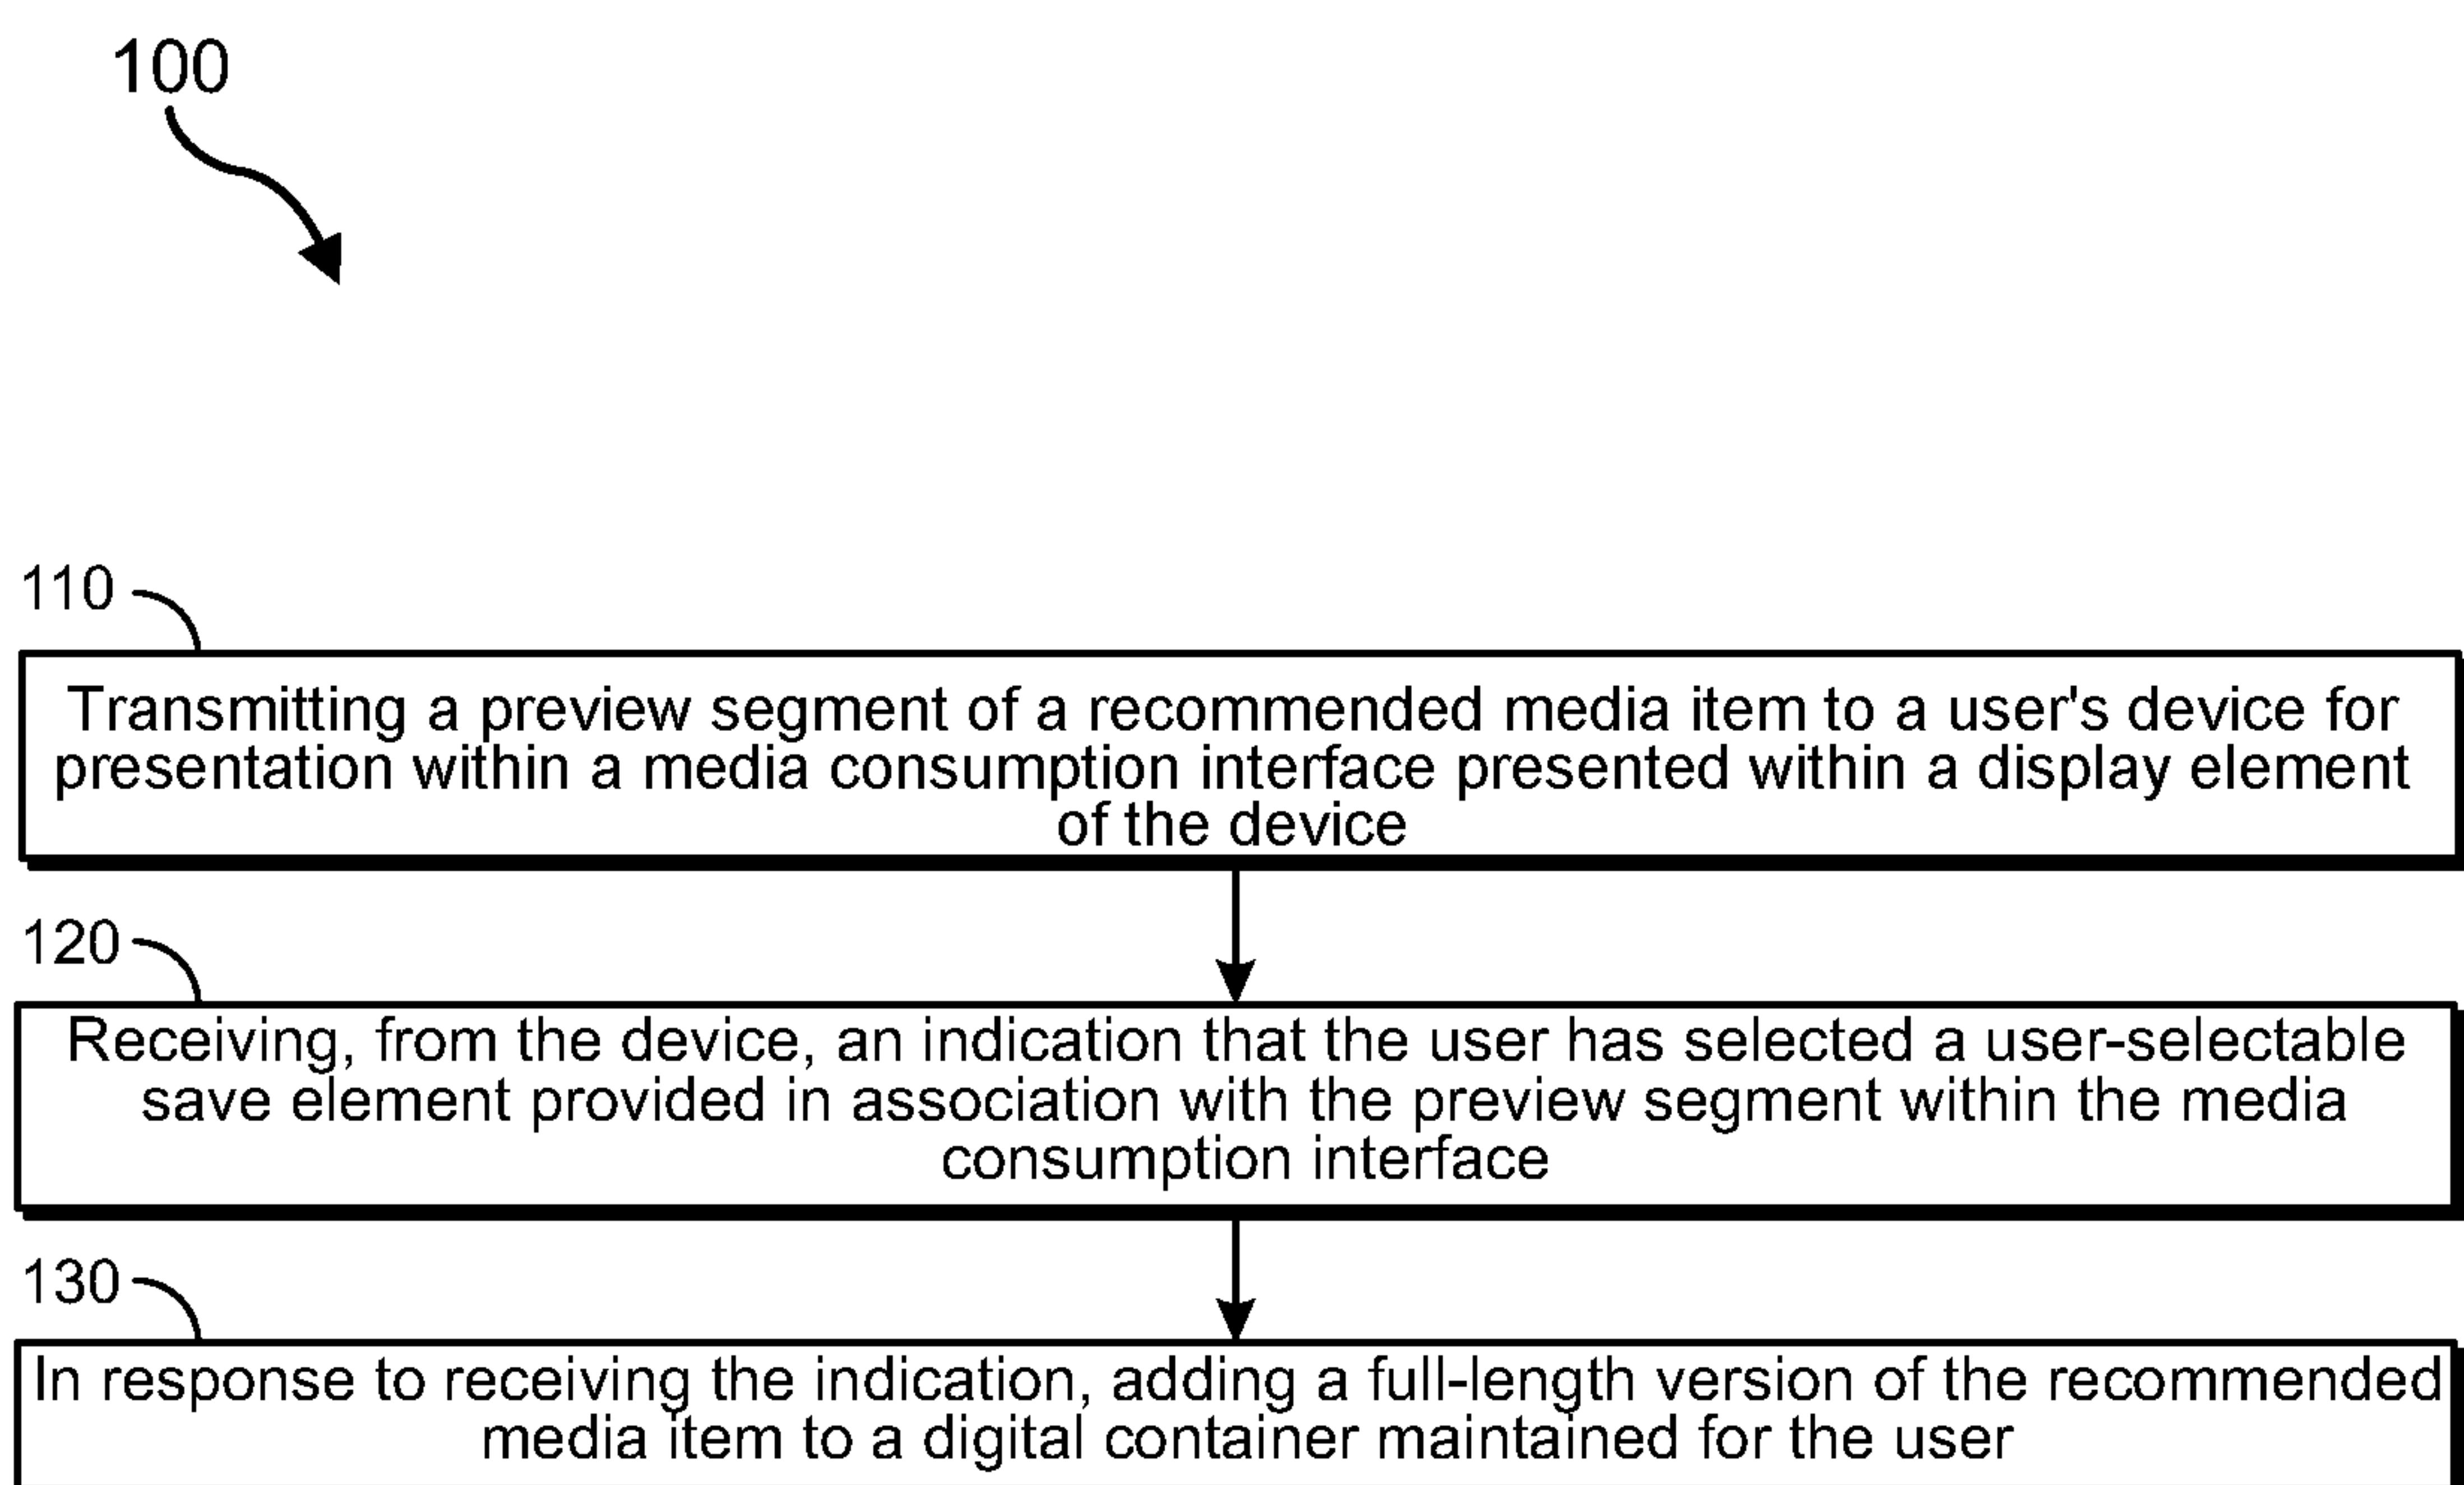 100
110
Transmitting a preview segment of a recommended media item to a user's device for
presentation within a media consumption interface presented within a display element
of the device
120
Receiving, from the device, an indication that the user has selected a user-selectable
save element provided in association with the preview segment within the media
consumption interface
130
In response to receiving the indication, adding a full-length version of the recommended
media item to a digital container maintained for the user